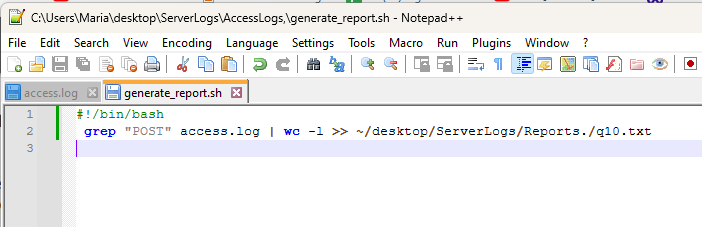 C:\Users\Maria\desktop\ServerLogs\AccessLogs,\generate_report.sh - Notepad++
File Edit Search View Encoding Language Settings Tools Macro Run Plugins Window ?
access.log generate_report.sh
1 #!/bin/bash
2 grep "POST" access.log | wc -l >> ~/desktop/ServerLogs/Reports./q10.txt
3